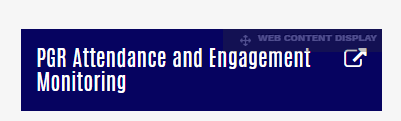 WEB CONTENT DISPLAY
PGR Attendance and Engagement
Monitoring